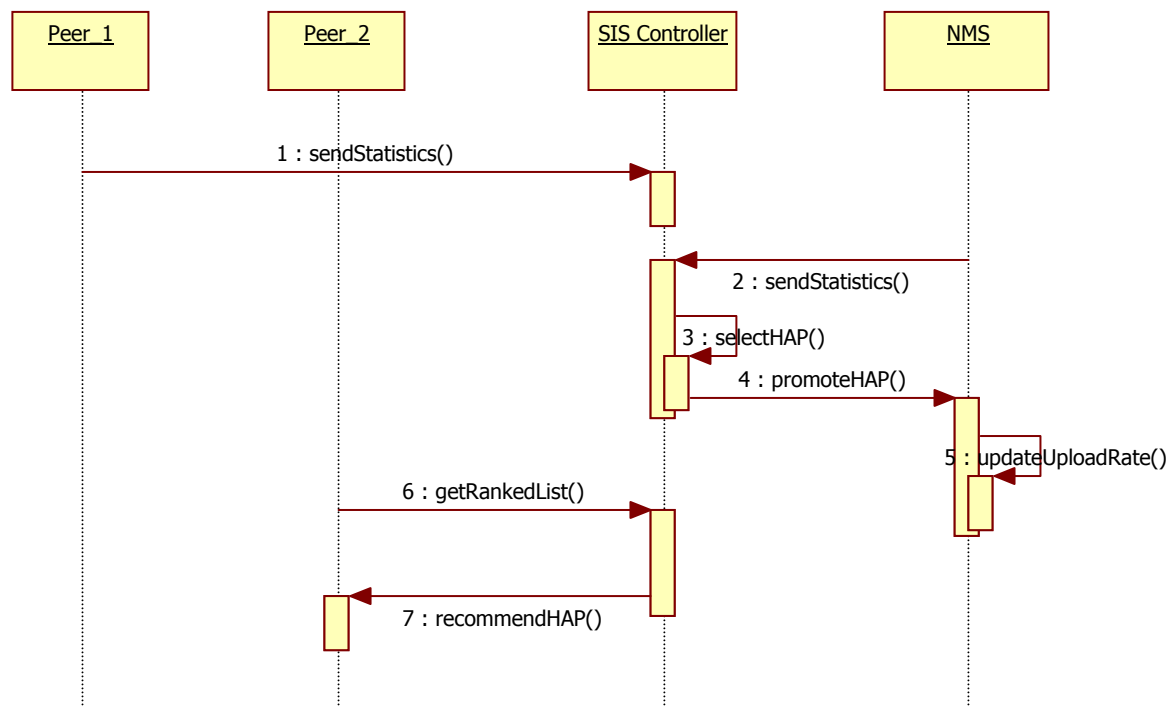 Peer_1
Peer_2
SIS Controller
NMS
1 : sendStatistics()
2 : sendStatistics()
3 : selectHAP()
4 : promoteHAP()
5 : updateUploadRate()
6 : getRankedList()
7 : recommendHAP()